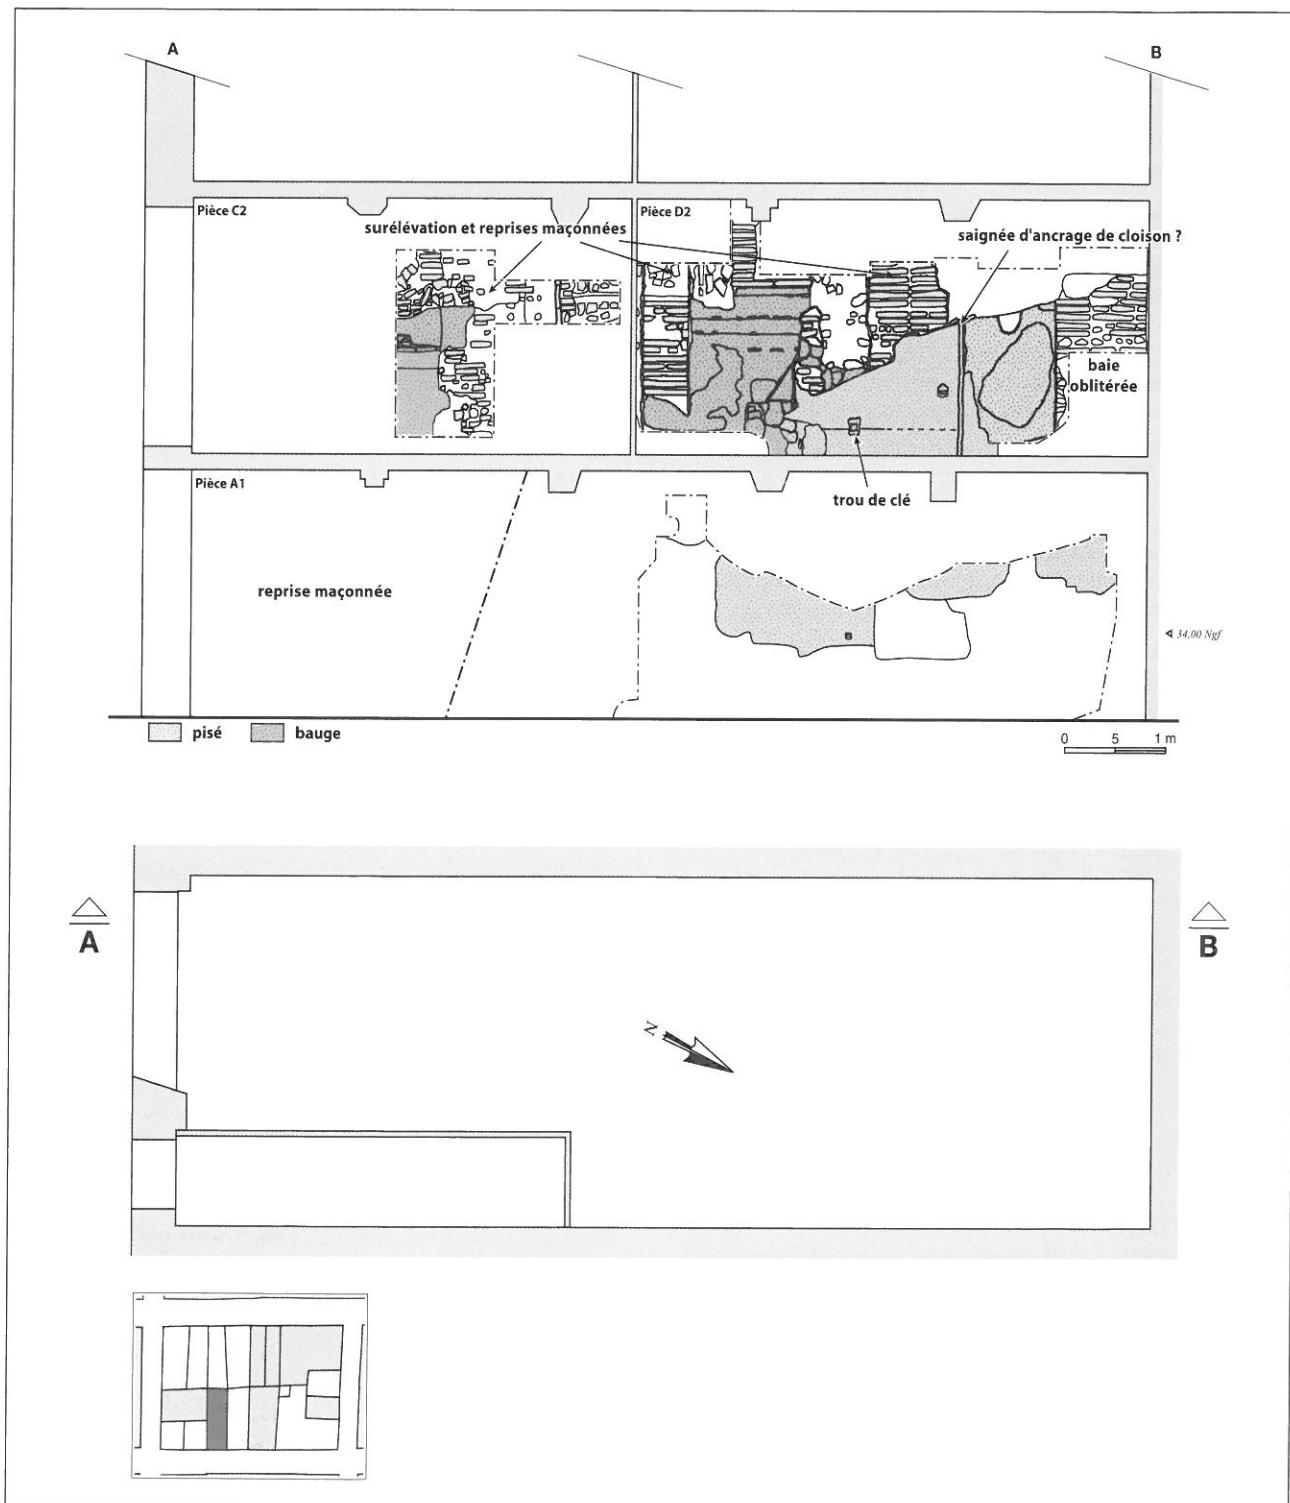 A
B
Pièce C2
Pièce D2
surélévation et reprises maçonnées
saignée d'ancrage de cloison ?
baie
oblitérée
Pièce A1
trou de clé
reprise maçonnée
34,00 Ngf
pisé
bauge
0 5 1 m
A
B
N